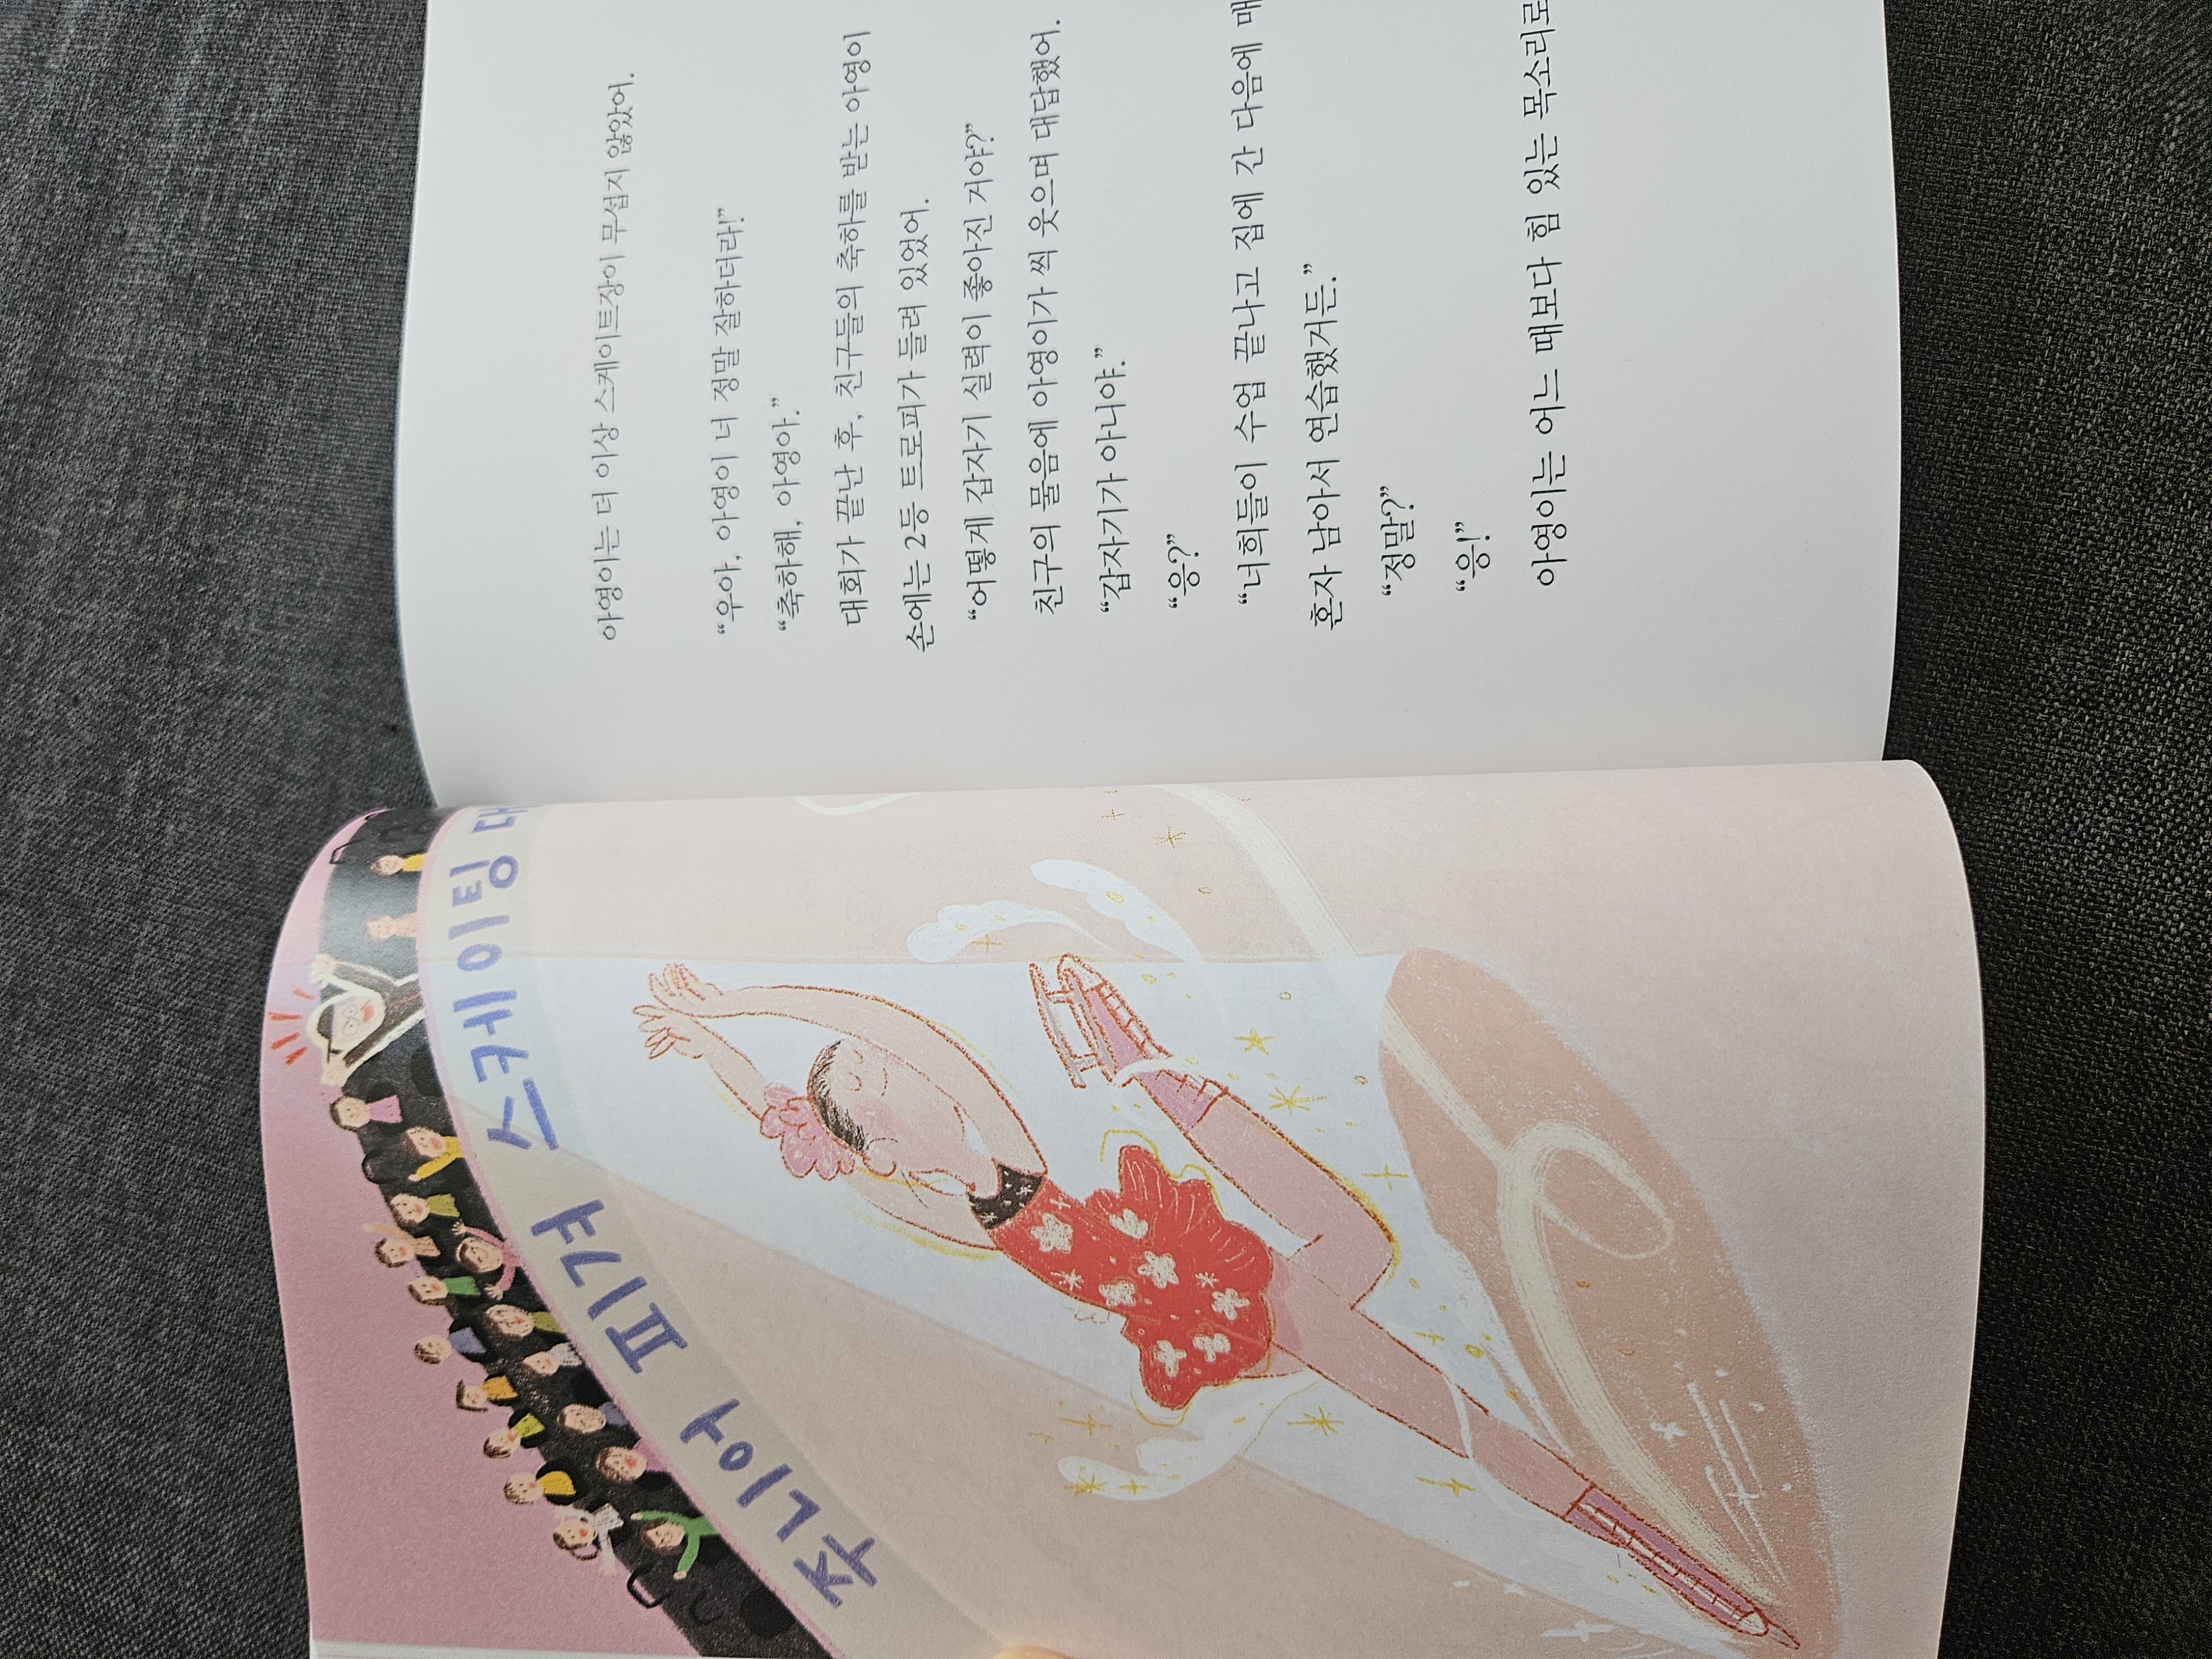 주니어 피겨 스케이팅 대
아영이는 더 이상 스케이트장이 무섭지 않았어.
“우아, 아영이 너 정말 잘하더라!”
“축하해, 아영아.”
대회가 끝난 후, 친구들의 축하를 받는 아영이
손에는 2등 트로피가 들려 있었어.
“어떻게 갑자기 실력이 좋아진 거야?”
친구의 물음에 아영이가 씩 웃으며 대답했어.
“갑자기가 아니야.”
“응?”
“너희들이 수업 끝나고 집에 간 다음에 매
혼자 남아서 연습했거든.”
“정말?”
“응!”
아영이는 어느 때보다 힘 있는 목소리로